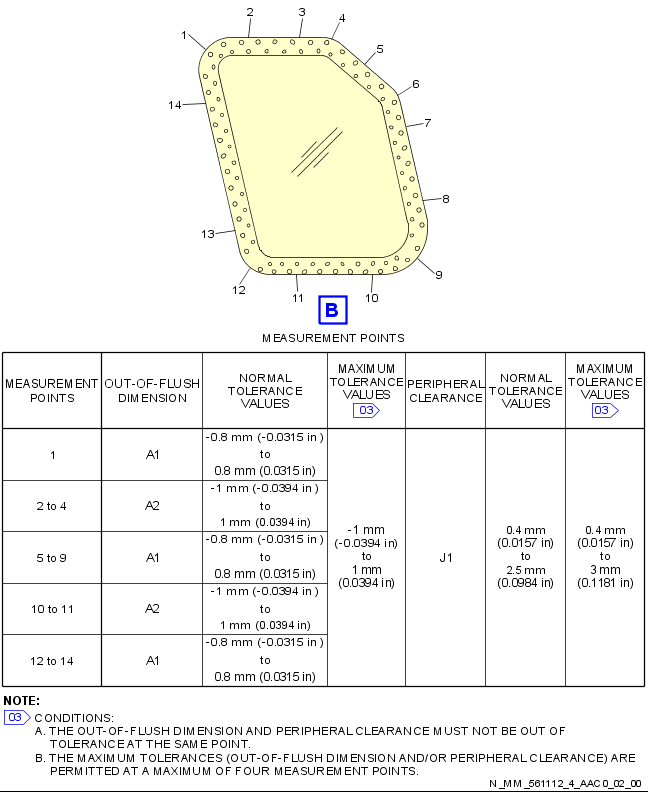 1 2 3 4
5
6
7
14
8
13
9
12
11 10
B
MEASUREMENT POINTS
MEASUREMENT POINTS
OUT-OF-FLUSH DIMENSION
NORMAL TOLERANCE VALUES
MAXIMUM TOLERANCE VALUES 03
PERIPHERAL CLEARANCE
NORMAL TOLERANCE VALUES
MAXIMUM TOLERANCE VALUES 03
1
A1
-0.8 mm (-0.0315 in )
to
0.8 mm (0.0315 in)
2 to 4
A2
-1 mm (-0.0394 in )
to
1 mm (0.0394 in)
5 to 9
A1
-0.8 mm (-0.0315 in )
to
0.8 mm (0.0315 in)
10 to 11
A2
-1 mm (-0.0394 in )
to
1 mm (0.0394 in)
12 to 14
A1
-0.8 mm (-0.0315 in )
to
0.8 mm (0.0315 in)
-1 mm
(-0.0394 in)
to
1 mm
(0.0394 in)
J1
0.4 mm
(0.0157 in)
to
2.5 mm
(0.0984 in)
0.4 mm
(0.0157 in)
to
3 mm
(0.1181 in)
NOTE:
03 CONDITIONS:
A. THE OUT-OF-FLUSH DIMENSION AND PERIPHERAL CLEARANCE MUST NOT BE OUT OF
TOLERANCE AT THE SAME POINT.
B. THE MAXIMUM TOLERANCES (OUT-OF-FLUSH DIMENSION AND/OR PERIPHERAL CLEARANCE) ARE
PERMITTED AT A MAXIMUM OF FOUR MEASUREMENT POINTS.
N_MM_561112_4_AAC0_02_00